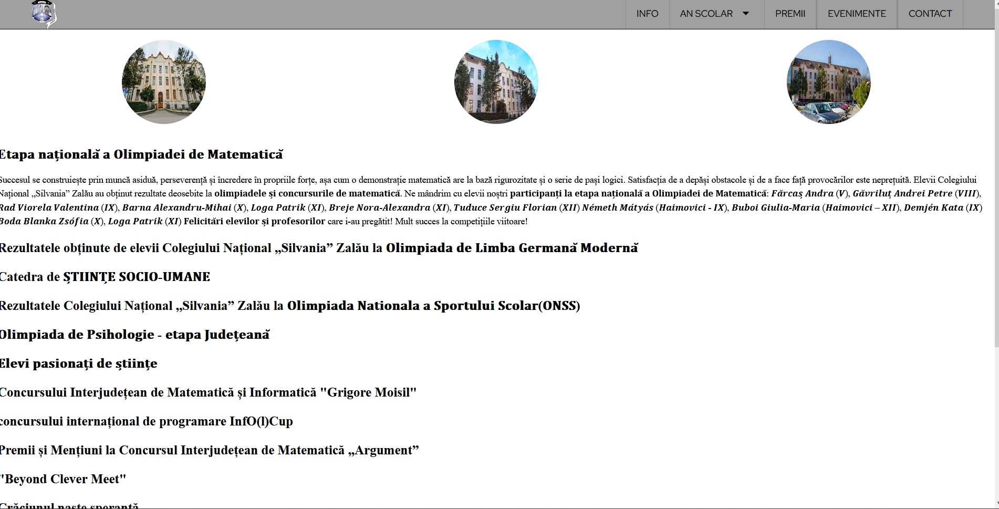 INFO AN SCOLAR PREMII EVENIMENTE CONTACT
Etapa națională a Olimpiadei de Matematică
Succesul se construiește prin muncă asiduă, perseverență și încredere în propriile forțe, așa cum o demonstrație matematică are la bază rigurozitate și o serie de pași logici. Satisfacția de a depăși obstacole și de a face față provocărilor este neprețuită. Elevii Colegiului
Național „Silvania” Zalău au obținut rezultate deosebite la olimpiadele și concursurile de matematică. Ne mândrim cu elevii noștri participanți la etapa națională a Olimpiadei de Matematică: Fărcaș Andra (V), Găvriluț Andrei Petre (VIII),
Rad Viorela Valentina (IX), Barna Alexandru-Mihai (X), Loga Patrik (XI), Breje Nora-Alexandra (XI), Tuduce Sergiu Florian (XII) Németh Mátyás (Haimovici - IX), Buboi Giulia-Maria (Haimovici – XII), Demjén Kata (IX)
Boda Blanka Zsófia (X), Loga Patrik (XI) Felicitări elevilor și profesorilor care i-au pregătit! Mult succes la competițiile viitoare!
Rezultatele obținute de elevii Colegiului Național „Silvania” Zalău la Olimpiada de Limba Germană Modernă
Catedra de ȘTIINȚE SOCIO-UMANE
Rezultatele Colegiului Național „Silvania” Zalău la Olimpiada Nationala a Sportului Scolar(ONSS)
Olimpiada de Psihologie - etapa Județeană
Elevi pasionați de științe
Concursului Interjudețean de Matematică și Informatică "Grigore Moisil"
concursului internațional de programare InfO(l)Cup
Premii și Mențiuni la Concursul Interjudețean de Matematică „Argument”
"Beyond Clever Meet"
Crăciunul naște speranță